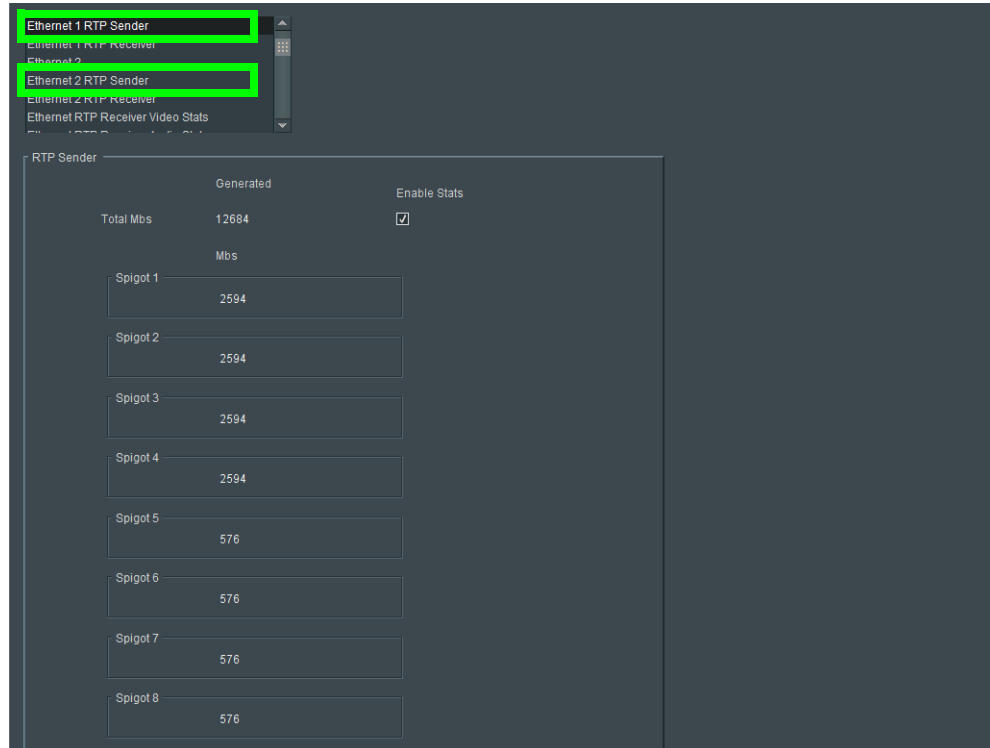 Ethernet 1 RTP Sender
Ethernet 1 RTP Receiver
Ethernet 2
Ethernet 2 RTP Sender
Ethernet 2 RTP Receiver
Ethernet RTP Receiver Video Stats
RTP Sender
Generated
Enable Stats
Total Mbs 12684
Mbs
Spigot 1
2594
Spigot 2
2594
Spigot 3
2594
Spigot 4
2594
Spigot 5
576
Spigot 6
576
Spigot 7
576
Spigot 8
576